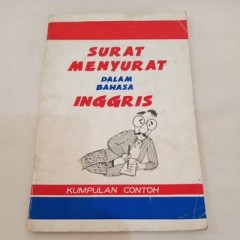 SURAT
MENYURAT
DALAM
BAHASA
INGGRIS
KUMPULAN CONTOH